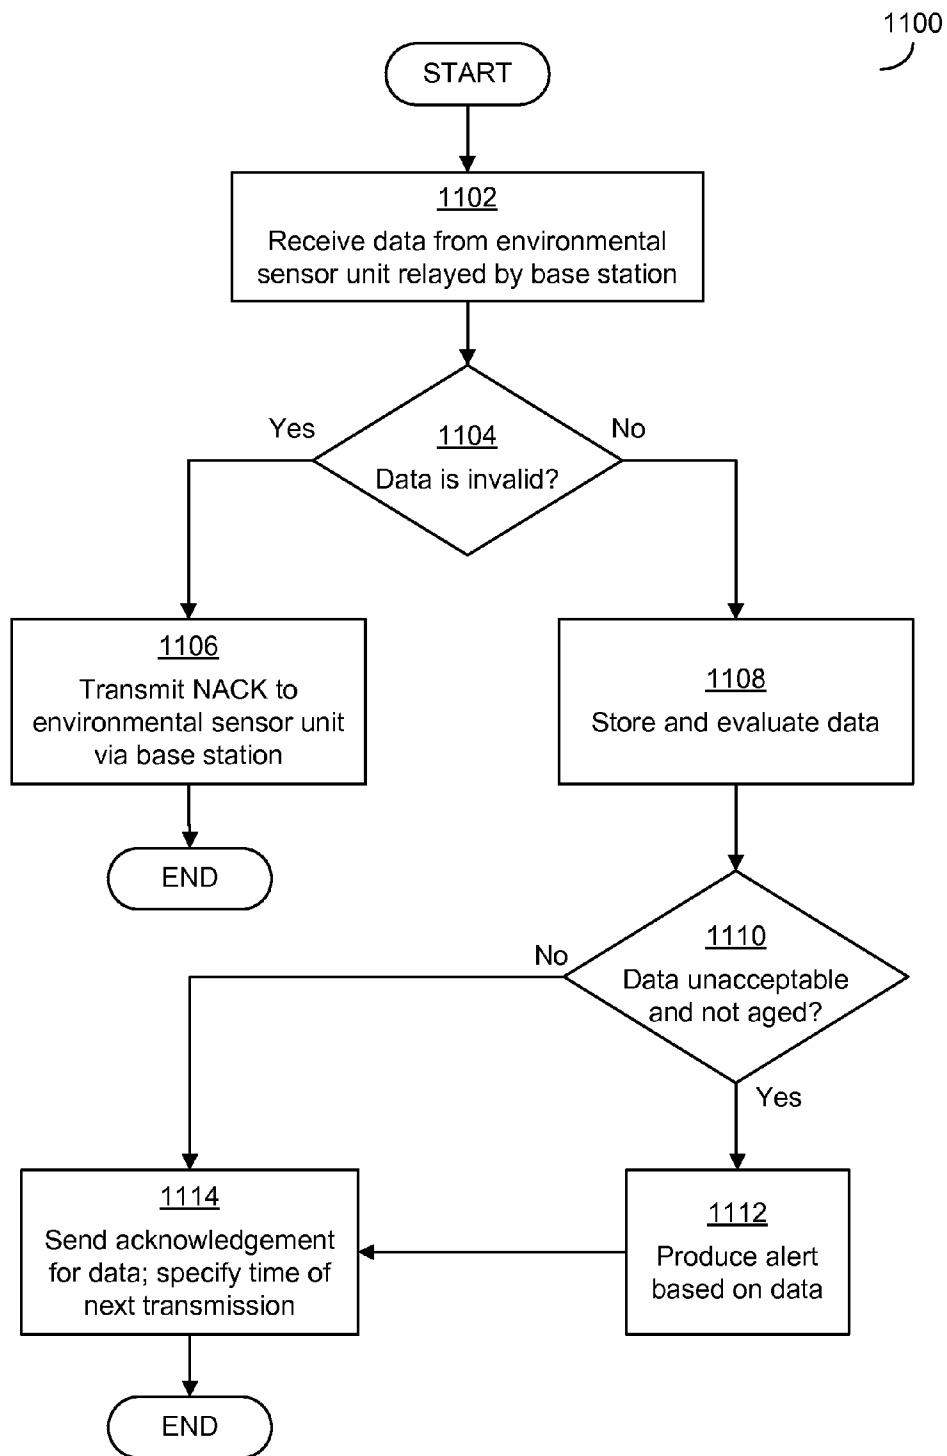 1100
START
1102
Receive data from environmental
sensor unit relayed by base station
Yes
No
1104
Data is invalid?
1106
Transmit NACK to
environmental sensor unit
via base station
1108
Store and evaluate data
END
1110
No
Data unacceptable
and not aged?
Yes
1114
Send acknowledgement
for data; specify time of
next transmission
1112
Produce alert
based on data
END